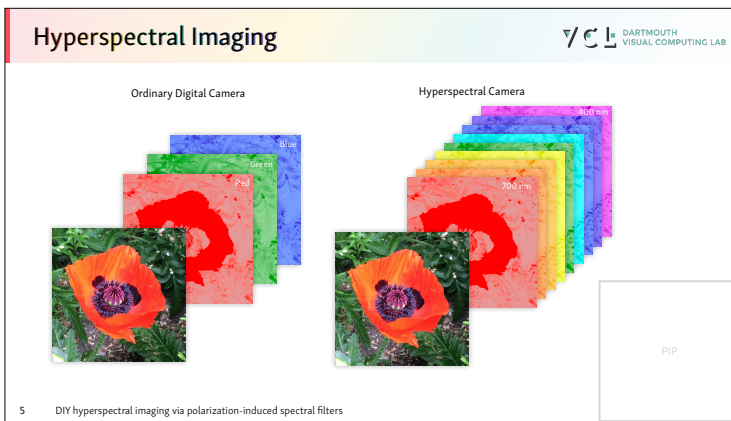 Hyperspectral Imaging
VCL DARTMOUTH
VISUAL COMPUTING LAB
Ordinary Digital Camera
Hyperspectral Camera
Blue
Green
Red
400 nm
700 nm
PIP
5 DIY hyperspectral imaging via polarization-induced spectral filters